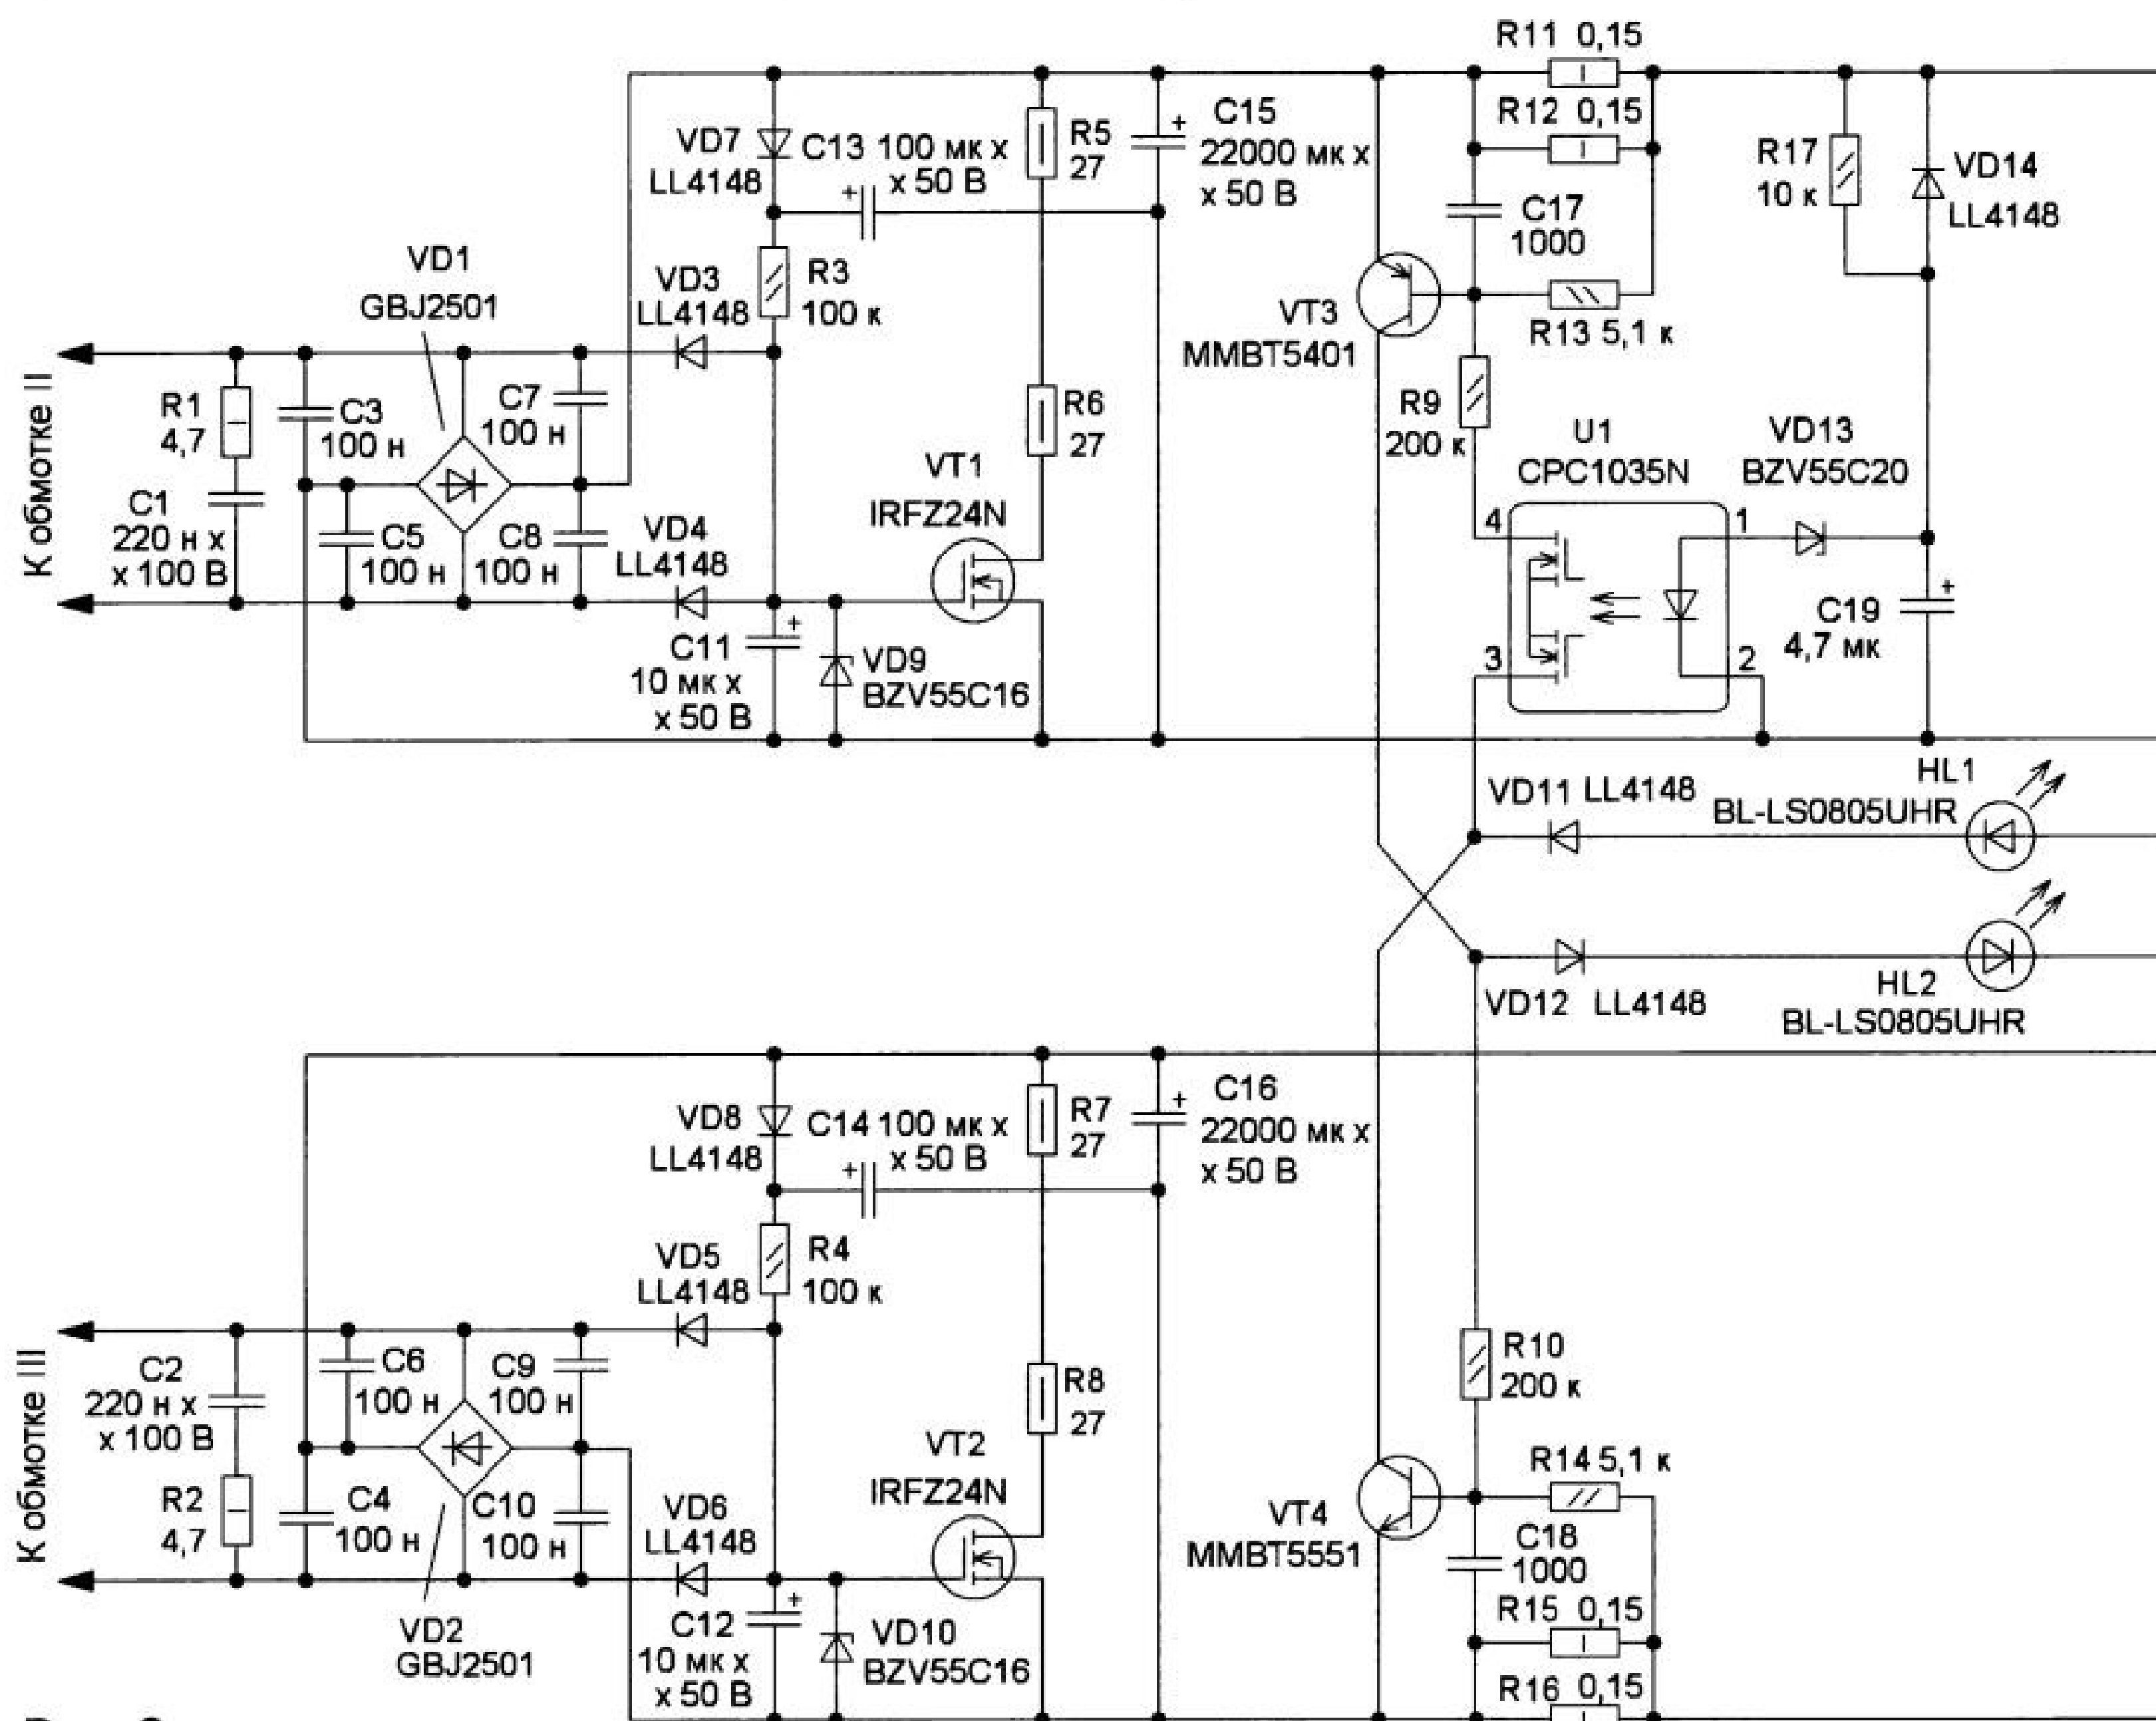 R11 0,15
R12 0,15
VD7
LL4148
C13 100 мк х
х 50 В
R5
27
C15
22000 мк х
х 50 В
R17
10 к
VD14
LL4148
C17
1000
VD1
GBJ2501
VD3
LL4148
R3
100 к
VT3
MMBT5401
R13 5,1 к
К обмотке II
R1
4,7
C3
100 н
C7
100 н
R6
27
R9
200 к
U1
CPC1035N
VD13
BZV55C20
C1
220 н х
х 100 В
C5
100 н
C8
100 н
VD4
LL4148
VT1
IRFZ24N
4
1
3
2
C19
4,7 мк
C11
10 мк х
х 50 В
VD9
BZV55C16
VD11 LL4148
HL1
BL-LS0805UHR
VD12 LL4148
HL2
BL-LS0805UHR
VD8
LL4148
C14 100 мк х
х 50 В
R7
27
C16
22000 мк х
х 50 В
VD5
LL4148
R4
100 к
К обмотке III
C2
220 н х
х 100 В
C6
100 н
C9
100 н
R8
27
R10
200 к
R2
4,7
C4
100 н
C10
100 н
VD6
LL4148
VT2
IRFZ24N
VT4
MMBT5551
R14 5,1 к
C18
1000
VD2
GBJ2501
C12
10 мк х
х 50 В
VD10
BZV55C16
R15 0,15
R16 0,15